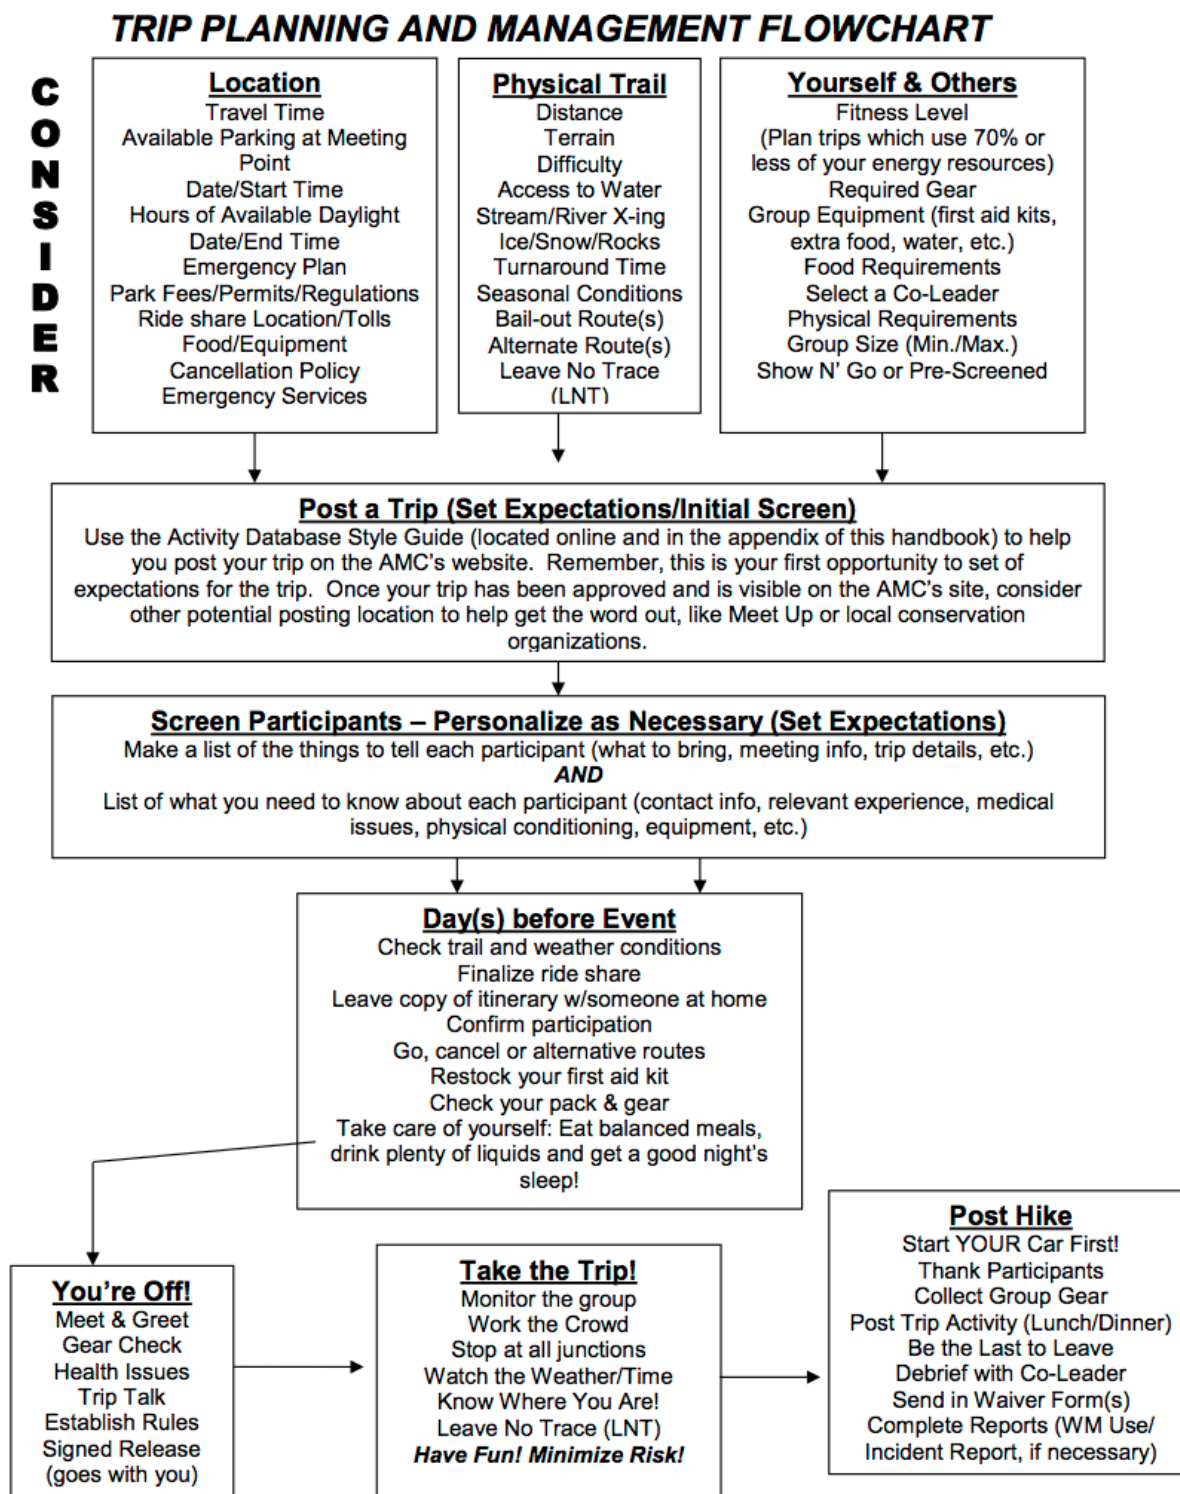 TRIP PLANNING AND MANAGEMENT FLOWCHART
CONSIDER
Location
Travel Time
Available Parking at Meeting
Point
Date/Start Time
Hours of Available Daylight
Date/End Time
Emergency Plan
Park Fees/Permits/Regulations
Ride share Location/Tolls
Food/Equipment
Cancellation Policy
Emergency Services
Physical Trail
Distance
Terrain
Difficulty
Access to Water
Stream/River X-ing
Ice/Snow/Rocks
Turnaround Time
Seasonal Conditions
Bail-out Route(s)
Alternate Route(s)
Leave No Trace
(LNT)
Yourself & Others
Fitness Level
(Plan trips which use 70% or
less of your energy resources)
Required Gear
Group Equipment (first aid kits,
extra food, water, etc.)
Food Requirements
Select a Co-Leader
Physical Requirements
Group Size (Min./Max.)
Show N' Go or Pre-Screened
Post a Trip (Set Expectations/Initial Screen)
Use the Activity Database Style Guide (located online and in the appendix of this handbook) to help
you post your trip on the AMC's website. Remember, this is your first opportunity to set of
expectations for the trip. Once your trip has been approved and is visible on the AMC's site, consider
other potential posting location to help get the word out, like Meet Up or local conservation
organizations.
Screen Participants – Personalize as Necessary (Set Expectations)
Make a list of the things to tell each participant (what to bring, meeting info, trip details, etc.)
AND
List of what you need to know about each participant (contact info, relevant experience, medical
issues, physical conditioning, equipment, etc.)
Day(s) before Event
Check trail and weather conditions
Finalize ride share
Leave copy of itinerary w/someone at home
Confirm participation
Go, cancel or alternative routes
Restock your first aid kit
Check your pack & gear
Take care of yourself: Eat balanced meals,
drink plenty of liquids and get a good night's
sleep!
You're Off!
Meet & Greet
Gear Check
Health Issues
Trip Talk
Establish Rules
Signed Release
(goes with you)
Take the Trip!
Monitor the group
Work the Crowd
Stop at all junctions
Watch the Weather/Time
Know Where You Are!
Leave No Trace (LNT)
Have Fun! Minimize Risk!
Post Hike
Start YOUR Car First!
Thank Participants
Collect Group Gear
Post Trip Activity (Lunch/Dinner)
Be the Last to Leave
Debrief with Co-Leader
Send in Waiver Form(s)
Complete Reports (WM Use/
Incident Report, if necessary)